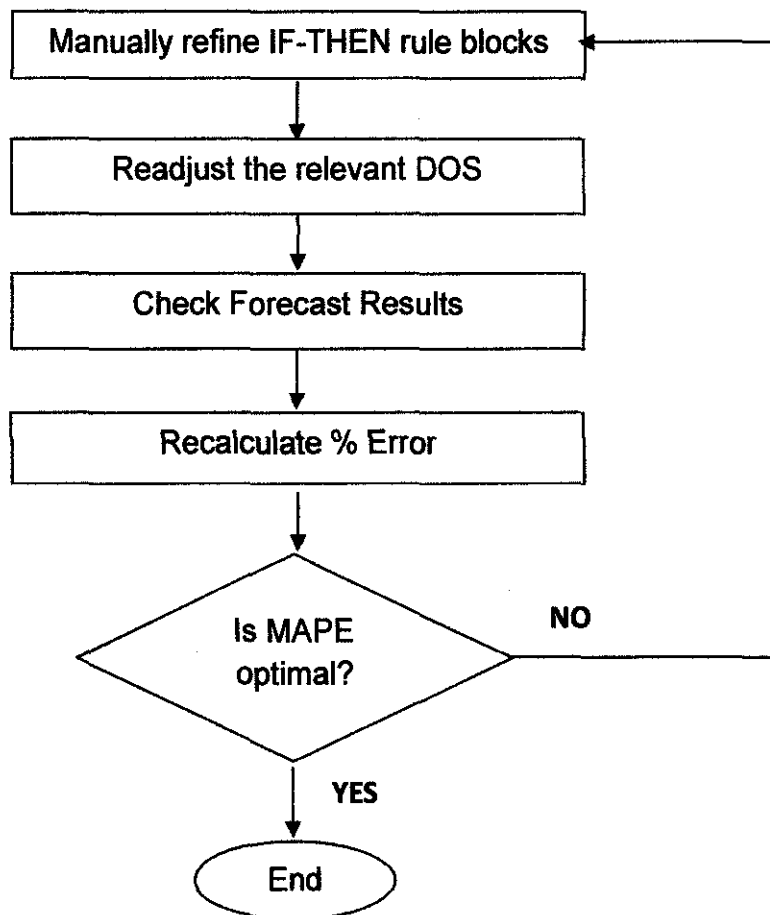 Manually refine IF-THEN rule blocks
Readjust the relevant DOS
Check Forecast Results
Recalculate % Error
Is MAPE
optimal?
NO
YES
End